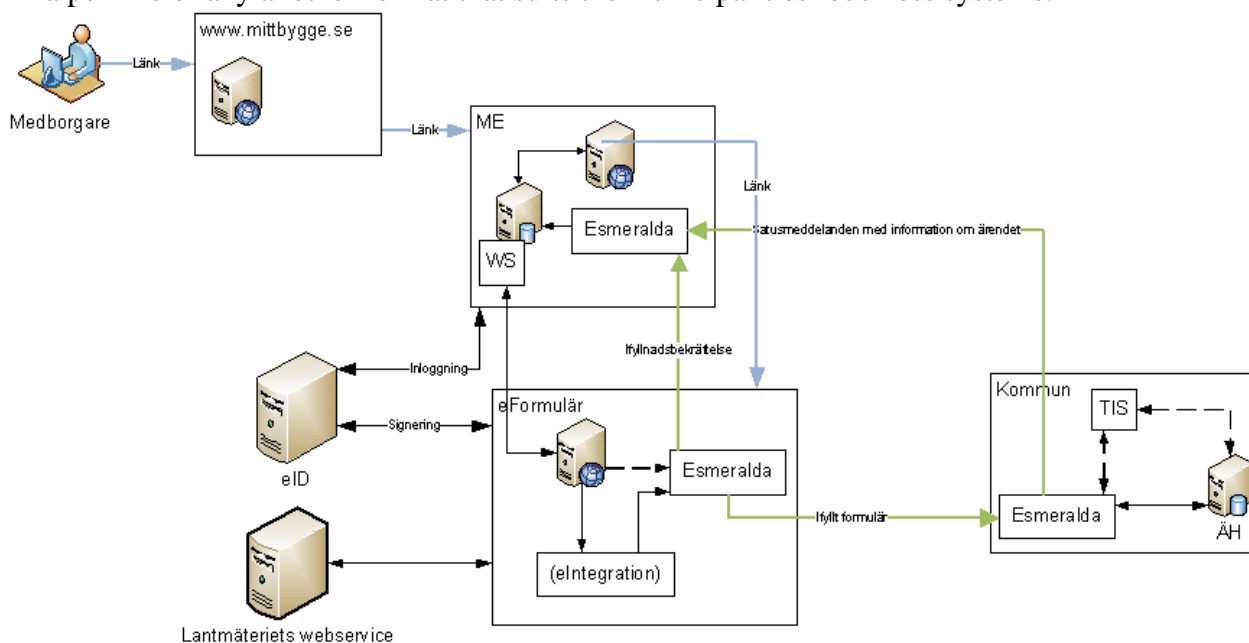 www.mittbygge.se
Länk
Medborgare
Länk
ME
Länk
Esmeralda
Satusmeddelanden med information om ärendet
WS
Ifyllnadsbekräftelse
Inloggning
Kommun
eFormulär
TIS
Signering
Esmeralda
eID
Esmeralda
Ifyllt formulär
ÄH
(eIntegration)
Lantmäteriets webservice